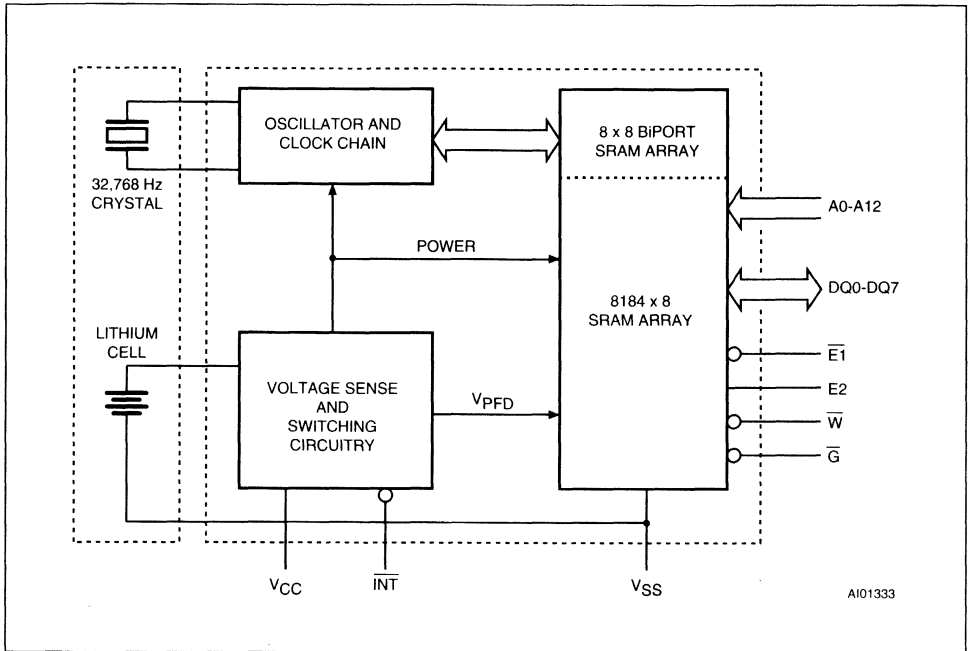 OSCILLATOR AND
CLOCK CHAIN
8 x 8 BiPORT
SRAM ARRAY
32,768 Hz
CRYSTAL
A0-A12
POWER
DQ0-DQ7
8184 x 8
SRAM ARRAY
LITHIUM
CELL
E1
VOLTAGE SENSE
AND
SWITCHING
CIRCUITRY
VPFD
E2
W
G
VCC
INT
VSS
AI01333